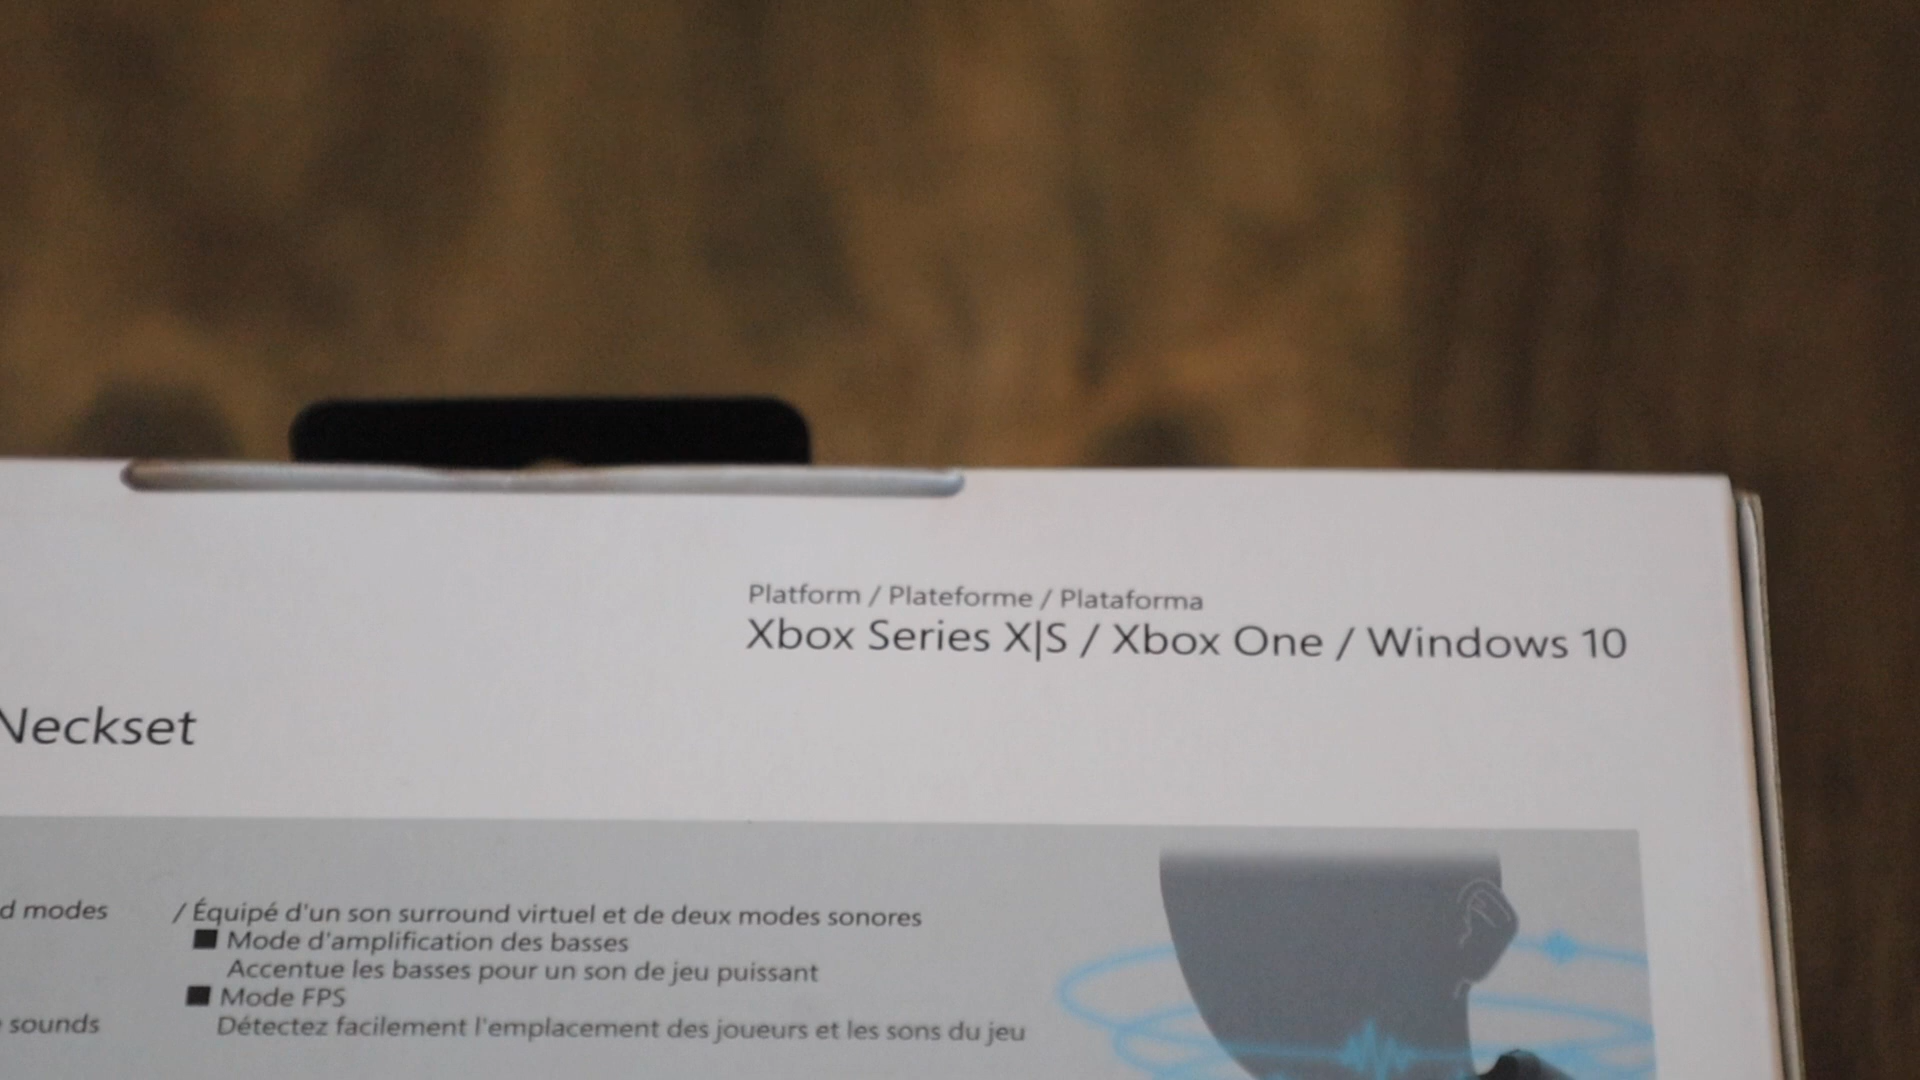 Platform / Plateforme / Plataforma
Xbox Series X|S / Xbox One / Windows 10
Neckset
d modes
/ Équipé d'un son surround virtuel et de deux modes sonores
Mode d'amplification des basses
Accentue les basses pour un son de jeu puissant
Mode FPS
sounds
Détectez facilement l'emplacement des joueurs et les sons du jeu